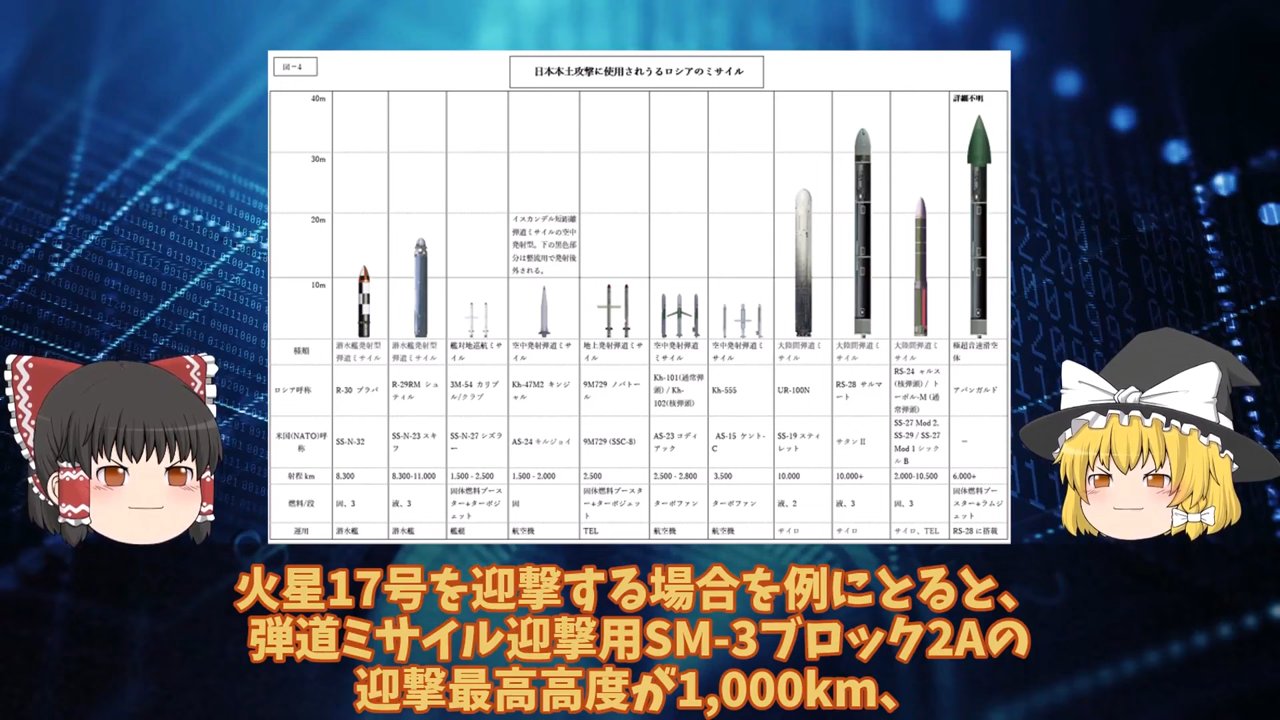 図－4
日本本土攻撃に使用されうるロシアのミサイル
40m
詳細不明
30m
20m
イスカンデル短距離
弾道ミサイルの空中
発射型。下の黒色部
分は整流用で発射後
外される。
10m
種類
潜水艦発射型弾道ミサイル
潜水艦発射型弾道ミサイル
艦対地巡航ミサイル
空中発射弾道ミサイル
地上発射弾道ミサイル
空中発射弾道ミサイル
空中発射弾道ミサイル
大陸間弾道ミサイル
大陸間弾道ミサイル
大陸間弾道ミサイル
極超音速滑空体
ロシア呼称
R-30 ブラバ
R-29RM シュティル
3M-54 カリブル/クラブ
Kh-47M2 キンジャル
9M729 ノバトール
Kh-101(通常弾頭) / Kh-102(核弾頭)
Kh-555
UR-100N
RS-28 サルマート
RS-24 ヤルス(核弾頭) / トーポル-M (通常弾頭)
アバンガルド
米国(NATO)呼称
SS-N-32
SS-N-23 スキフ
SS-N-27 シズラー
AS-24 キルジョイ
9M729 (SSC-8)
AS-23 コディアック
AS-15 ケント-C
SS-19 スティレット
サタンⅡ
SS-27 Mod 2, SS-29 / SS-27 Mod 1 シックル B
－
射程 km
8.300
8.300-11,000
1,500 - 2,500
1,500 - 2,000
2,500
2,500 - 2,800
3,500
10,000
10,000+
2,000-10,500
6,000+
燃料/段
固、3
液、3
固体燃料ブースター+ターボジェット
固
固体燃料ブースター+ターボジェット
ターボファン
ターボファン
液、2
液、3
固、3
固体燃料ブースター+ラムジェット
運用
潜水艦
潜水艦
艦艇
航空機
TEL
航空機
航空機
サイロ
サイロ
サイロ、TEL
RS-28 に搭載
火星17号を迎撃する場合を例にとると、
弾道ミサイル迎撃用SM-3ブロック2Aの
迎撃最高高度が1,000km、